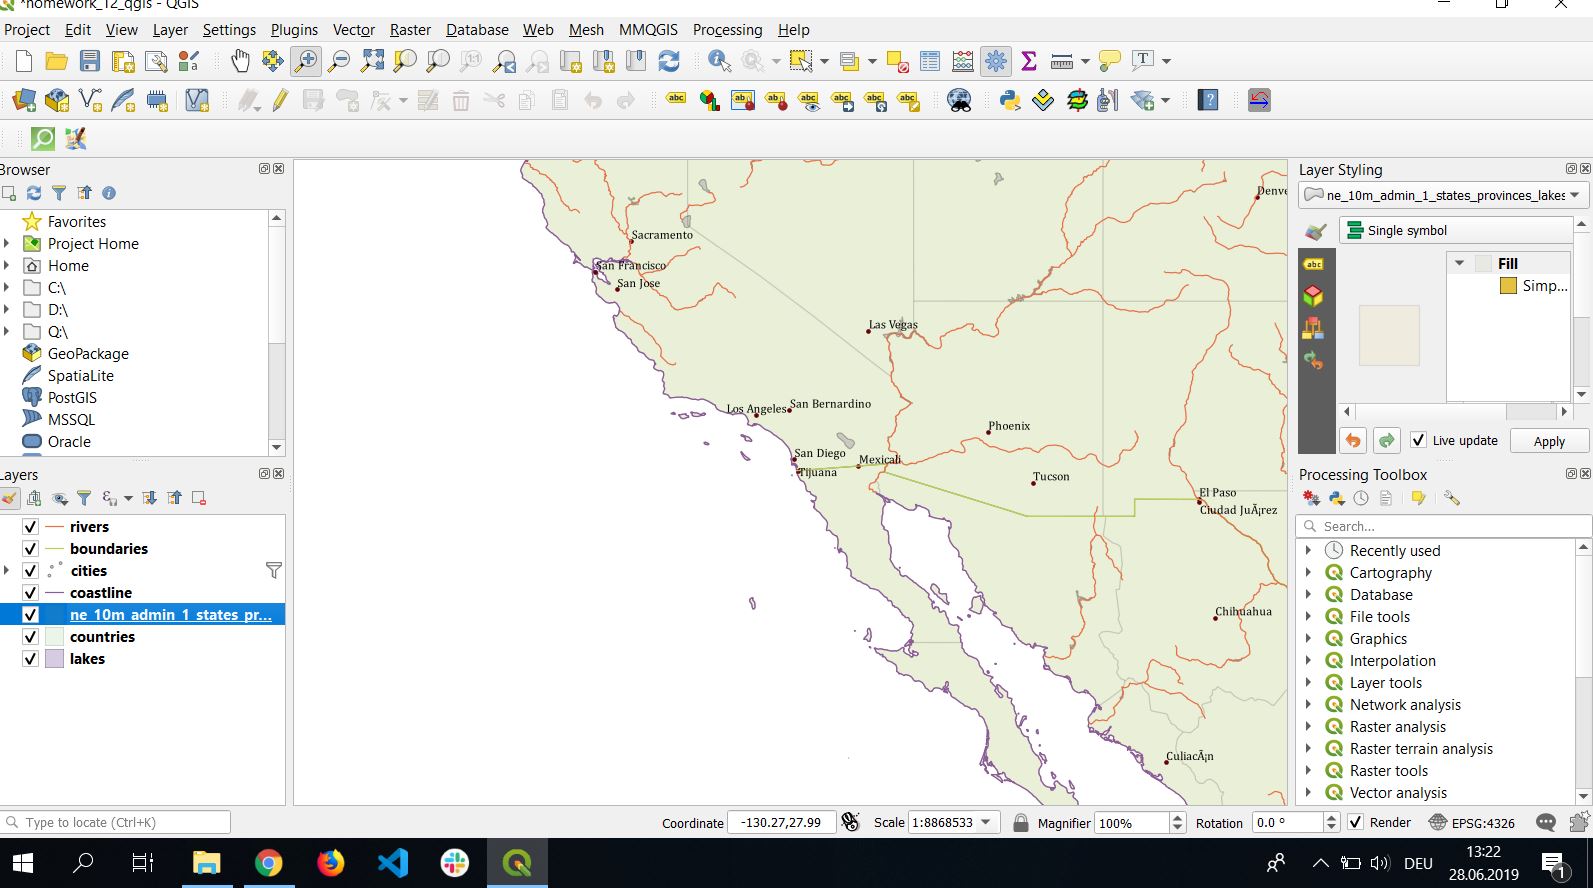 *homework_12_qgis - QGIS
Project Edit View Layer Settings Plugins Vector Raster Database Web Mesh MMQGIS Processing Help
Browser
Favorites
Project Home
Home
C:\
D:\
Q:\
GeoPackage
SpatiaLite
PostGIS
MSSQL
Oracle
Layers
rivers
boundaries
cities
coastline
ne_10m_admin_1_states_pr...
countries
lakes
Denve
Sacramento
San Francisco
San Jose
Las Vegas
San Bernardino
Los Angeles
Phoenix
San Diego
Mexicali
Tijuana
Tucson
El Paso
Ciudad JuÃ¡rez
Chihuahua
CuliacÃ¡n
Layer Styling
ne_10m_admin_1_states_provinces_lakes
Single symbol
abc
Fill
Simp...
Live update
Apply
Processing Toolbox
Search...
Recently used
Cartography
Database
File tools
Graphics
Interpolation
Layer tools
Network analysis
Raster analysis
Raster terrain analysis
Raster tools
Vector analysis
Type to locate (Ctrl+K)
Coordinate -130.27,27.99 Scale 1:8868533 Magnifier 100% Rotation 0.0 ° Render EPSG:4326
DEU
13:22
28.06.2019
1